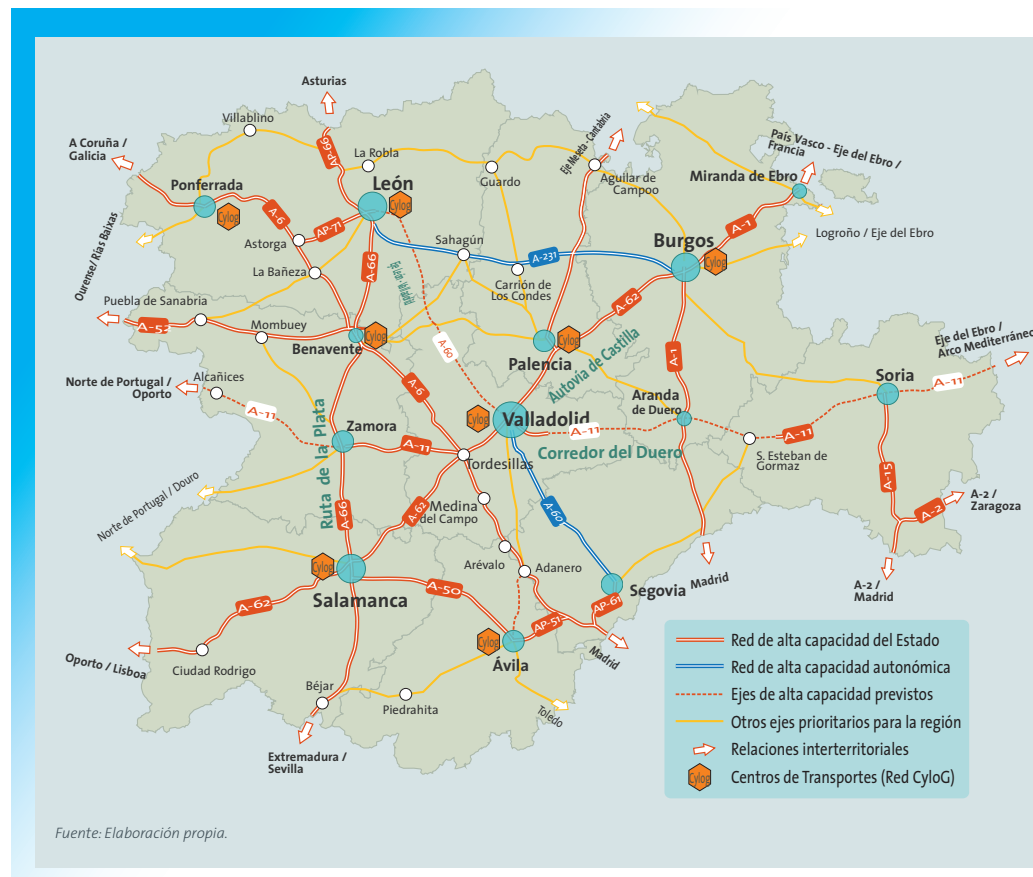 Asturias
Villablino
A Coruña /
Galicia
AP-66
La Robla
Eje Meseta - Cantabria
País Vasco - Eje del Ebro /
Francia
Ponferrada
León
Guardo
Aguilar de
Campoo
Miranda de Ebro
Cylog
Cylog
A-6
AP-71
A-1
Ourense/ Rías Baixas
Astorga
Sahagún
A-231
Burgos
Logroño / Eje del Ebro
Cylog
La Bañeza
A-66
Carrión de
Los Condes
A-62
Puebla de Sanabria
A-52
Mombuey
Benavente
Cylog
A-60
Palencia
Cylog
A-1
Eje del Ebro /
Arco Mediterráneo
Norte de Portugal /
Oporto
Alcañices
A-6
Autovía de Castilla
Soria
A-11
A-11
Ruta de la Plata
Zamora
Cylog
Valladolid
Aranda
de Duero
A-11
A-11
A-11
Tordesillas
Corredor del Duero
S. Esteban de
Gormaz
A-15
Norte de Portugal / Douro
A-66
A-62
Medina
del Campo
A-60
A-2
A-2 /
Zaragoza
Cylog
Arévalo
Adanero
Segovia
Madrid
A-2 /
Madrid
Salamanca
A-50
A-62
AP-61
AP-51
Cylog
Ávila
Madrid
Oporto / Lisboa
Ciudad Rodrigo
Béjar
Piedrahita
Toledo
Extremadura /
Sevilla
Red de alta capacidad del Estado
Red de alta capacidad autonómica
Ejes de alta capacidad previstos
Otros ejes prioritarios para la región
Relaciones interterritoriales
Cylog
Centros de Transportes (Red CyloG)
Fuente: Elaboración propia.